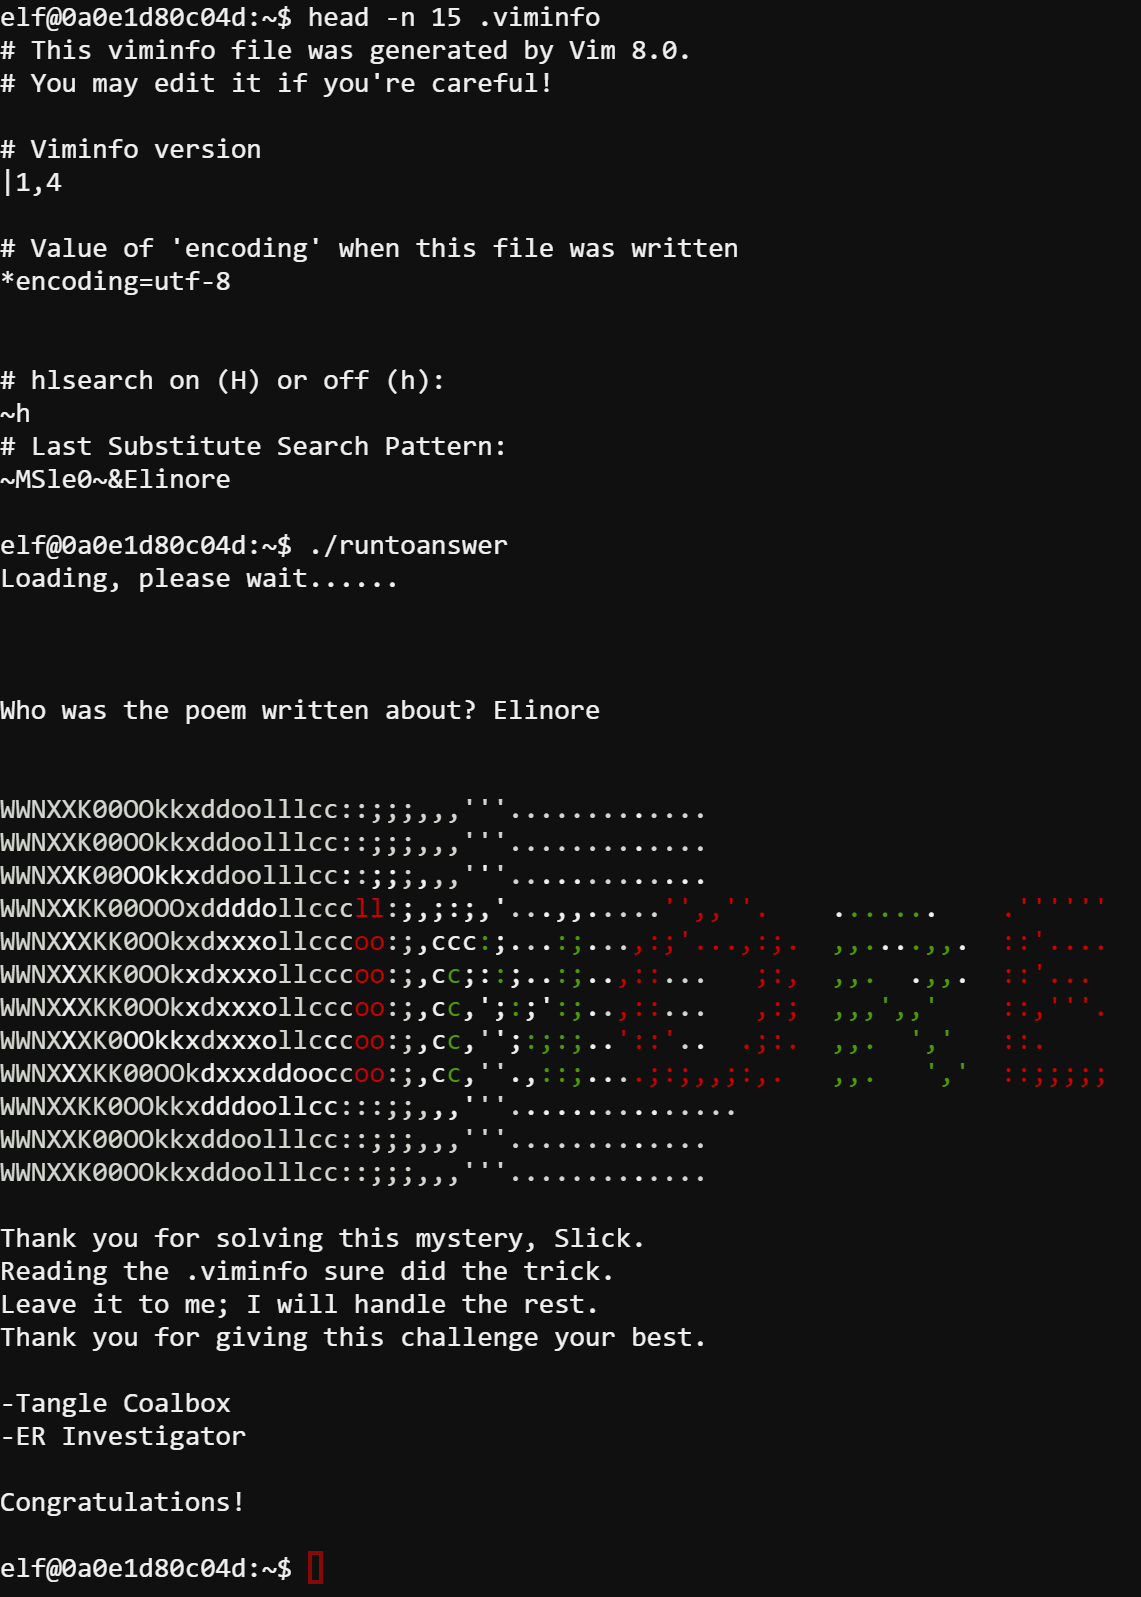 elf@0a0e1d80c04d:~$ head -n 15 .viminfo
# This viminfo file was generated by Vim 8.0.
# You may edit it if you're careful!

# Viminfo version
|1,4

# Value of 'encoding' when this file was written
*encoding=utf-8


# hlsearch on (H) or off (h):
~h
# Last Substitute Search Pattern:
~MSle0~&Elinore

elf@0a0e1d80c04d:~$ ./runtoanswer
Loading, please wait......



Who was the poem written about? Elinore


WWNXXK00OOkkxddoolllcc::;;;,,,'''.............
WWNXXK00OOkkxddoolllcc::;;;,,,'''.............
WWNXXK00OOkkxddoolllcc::;;;,,,'''.............
WWNXXKK00OOOxddddollcccll:;,;:;,'...,,.....'',,''.    .......    .''''''
WWNXXXKK0OOkxdxxxollcccoo:;,ccc:;...:;...,:;'...,:;.  ,,....,,.  ::'....
WWNXXXKK0OOkxdxxxollcccoo:;,cc;::;..:;..,::...   ;:,  ,,.  .,,.  ::'...
WWNXXXKK0OOkxdxxxollcccoo:;,cc,';:;':;..,::...   ,:;  ,,,',,'    ::,'''.
WWNXXXK0OOkkxdxxxollcccoo:;,cc,'';:;:;..'::'..  .;:.  ,,.  ','   ::.
WWNXXXKK00OOkdxxxddooccoo:;,cc,''.,::;....;:;,,;:,.   ,,.   ','  ::;;;;;
WWNXXKK0OOkkxdddoollcc:::;;,,,'''...............
WWNXXK00OOkkxddoolllcc::;;;,,,'''.............
WWNXXK00OOkkxddoolllcc::;;;,,,'''.............

Thank you for solving this mystery, Slick.
Reading the .viminfo sure did the trick.
Leave it to me; I will handle the rest.
Thank you for giving this challenge your best.

-Tangle Coalbox
-ER Investigator

Congratulations!

elf@0a0e1d80c04d:~$